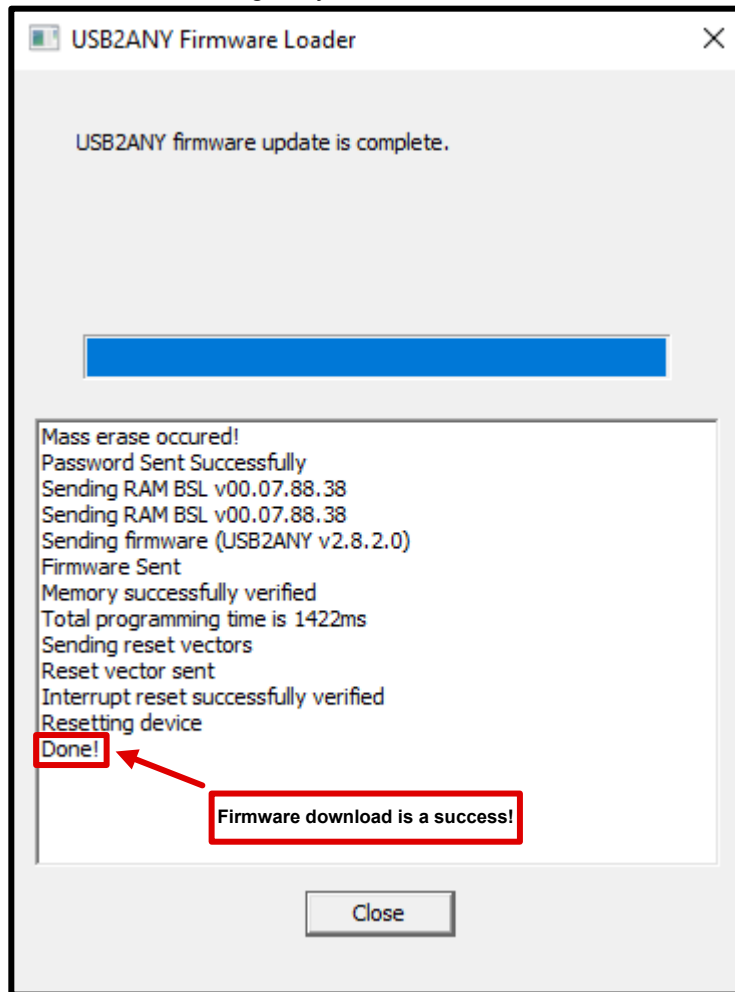 USB2ANY Firmware Loader
USB2ANY firmware update is complete.
Mass erase occured!
Password Sent Successfully
Sending RAM BSL v00.07.88.38
Sending RAM BSL v00.07.88.38
Sending firmware (USB2ANY v2.8.2.0)
Firmware Sent
Memory successfully verified
Total programming time is 1422ms
Sending reset vectors
Reset vector sent
Interrupt reset successfully verified
Resetting device
Done!
Firmware download is a success!
Close